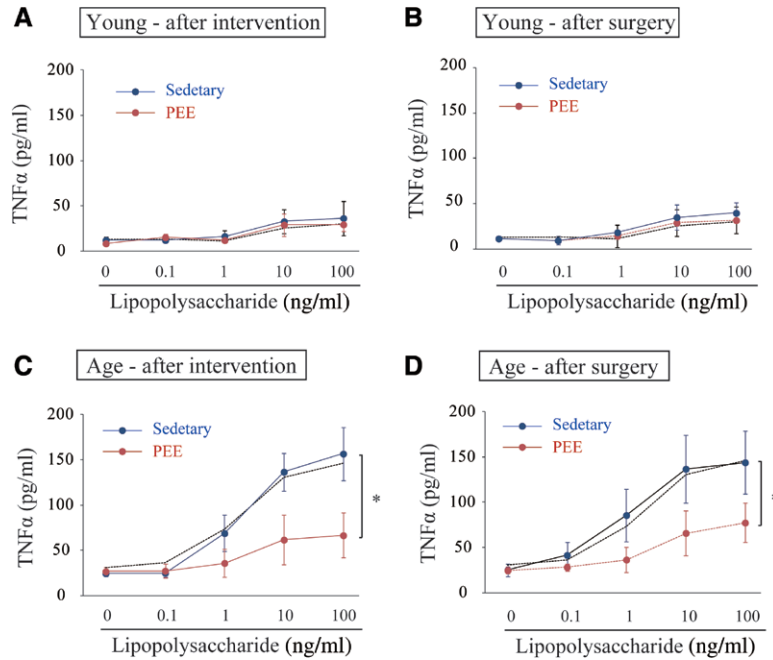 A
Young - after intervention
200
150
100
50
0
TNFα (pg/ml)
Sedetary
PEE
0 0.1 1 10 100
Lipopolysaccharide (ng/ml)
B
Young - after surgery
200
150
100
50
0
TNFα (pg/ml)
Sedetary
PEE
0 0.1 1 10 100
Lipopolysaccharide (ng/ml)
C
Age - after intervention
200
150
100
50
0
TNFα (pg/ml)
Sedetary
PEE
*
0 0.1 1 10 100
Lipopolysaccharide (ng/ml)
D
Age - after surgery
200
150
100
50
0
TNFα (pg/ml)
Sedetary
PEE
*
0 0.1 1 10 100
Lipopolysaccharide (ng/ml)